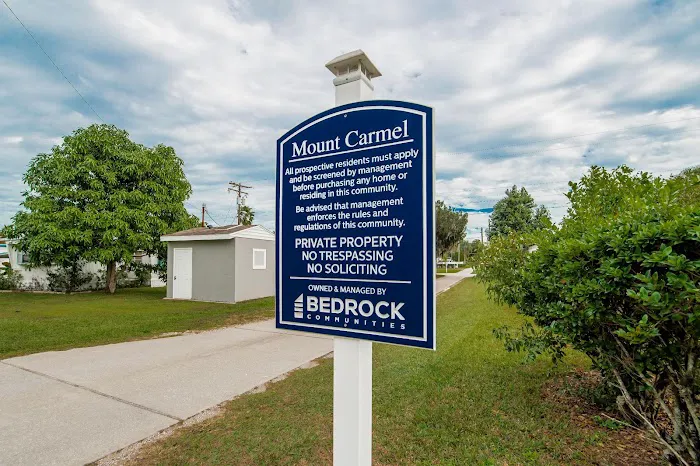 Mount Carmel
All prospective residents must apply
and be screened by management
before purchasing any home or
residing in this community.
Be advised that management
enforces the rules and
regulations of this community.
PRIVATE PROPERTY
NO TRESPASSING
NO SOLICITING
OWNED & MANAGED BY
BEDROCK
COMMUNITIES